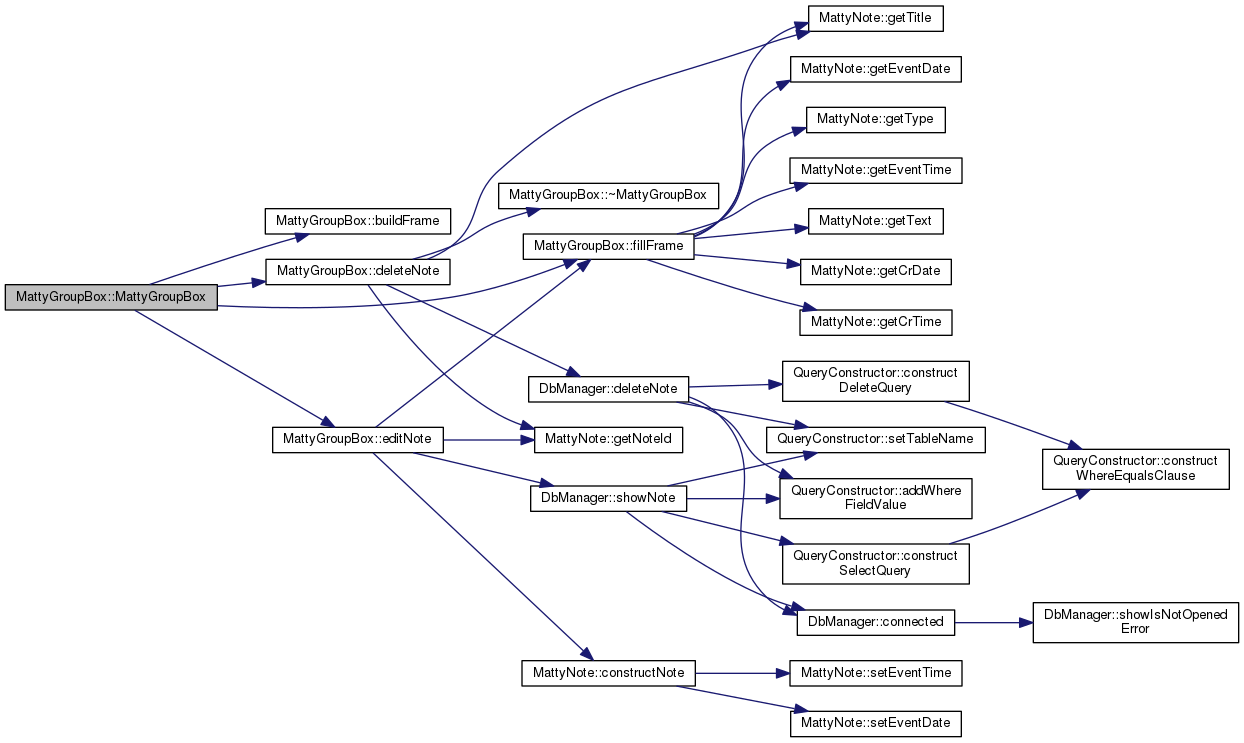 MattyGroupBox::MattyGroupBox
MattyGroupBox::buildFrame
MattyGroupBox::deleteNote
MattyGroupBox::editNote
MattyGroupBox::~MattyGroupBox
MattyGroupBox::fillFrame
DbManager::deleteNote
MattyNote::getNoteId
DbManager::showNote
MattyNote::constructNote
MattyNote::getTitle
MattyNote::getEventDate
MattyNote::getType
MattyNote::getEventTime
MattyNote::getText
MattyNote::getCrDate
MattyNote::getCrTime
QueryConstructor::construct
DeleteQuery
QueryConstructor::setTableName
QueryConstructor::addWhere
FieldValue
QueryConstructor::construct
SelectQuery
DbManager::connected
MattyNote::setEventTime
MattyNote::setEventDate
QueryConstructor::construct
WhereEqualsClause
DbManager::showIsNotOpened
Error